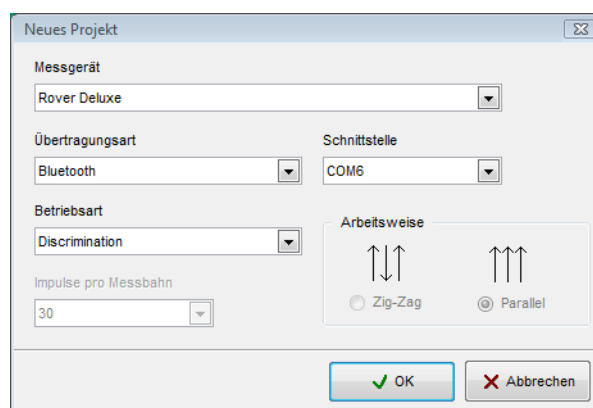 Neues Projekt
Messgerät
Rover Deluxe
Übertragungsart
Schnittstelle
Bluetooth
COM6
Betriebsart
Discrimination
Arbeitsweise
Impulse pro Messbahn
30
Zig-Zag
Parallel
OK
Abbrechen